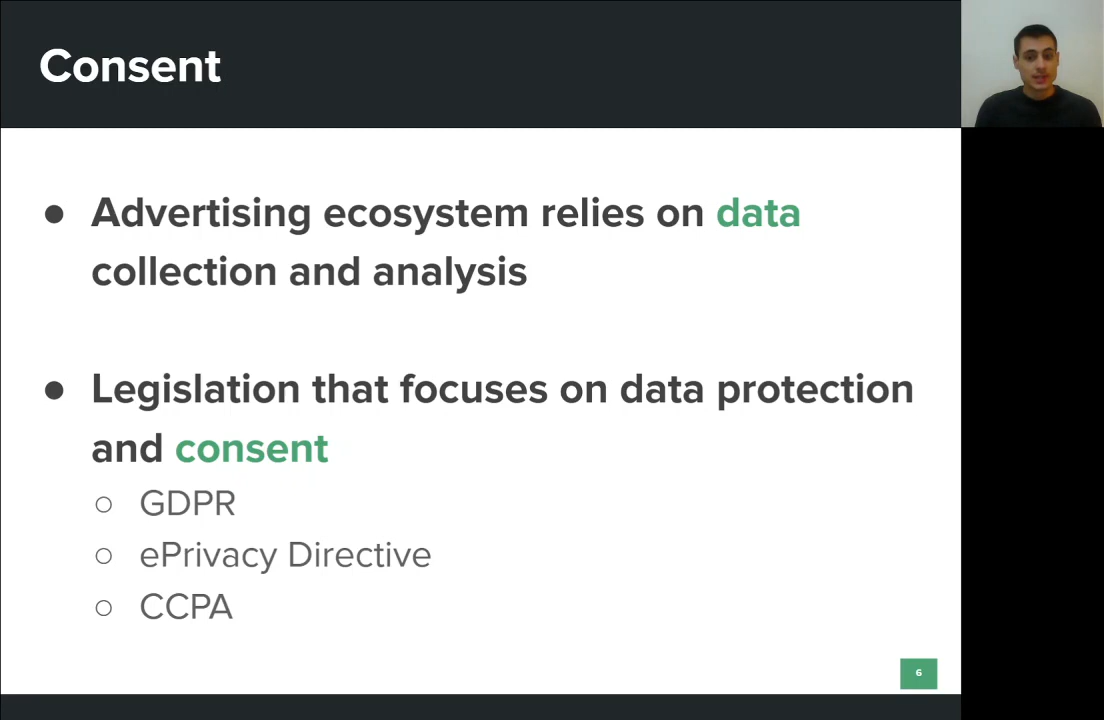 Consent
● Advertising ecosystem relies on data
collection and analysis
● Legislation that focuses on data protection
and consent
○ GDPR
○ ePrivacy Directive
○ CCPA
6